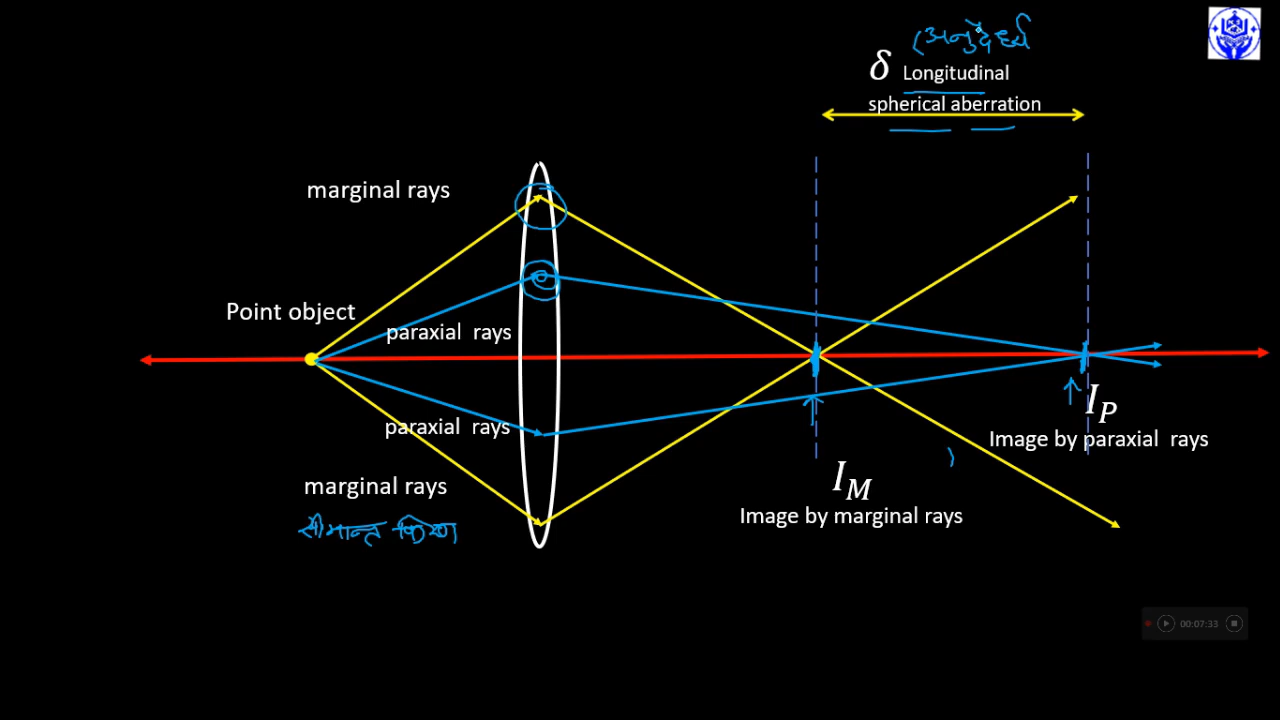 (अनुदैर्ध्य
δ Longitudinal
spherical aberration
marginal rays
Point object
paraxial rays
paraxial rays
I_P
Image by paraxial rays
marginal rays
सीमान्त किरण
I_M
Image by marginal rays
00:07:33